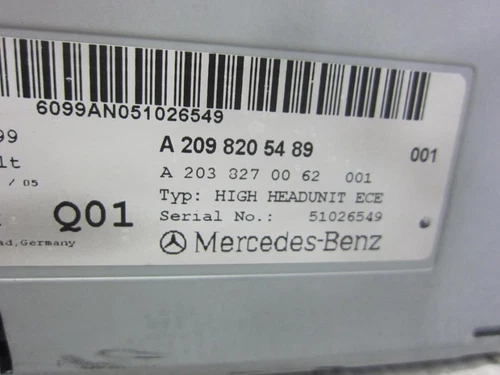 6099AN051026549
99
lt
/ 05
Q01
ad,Germany
A 209 820 54 89
001
A 203 827 00 62 001
Typ: HIGH HEADUNIT ECE
Serial No.: 51026549
Mercedes-Benz